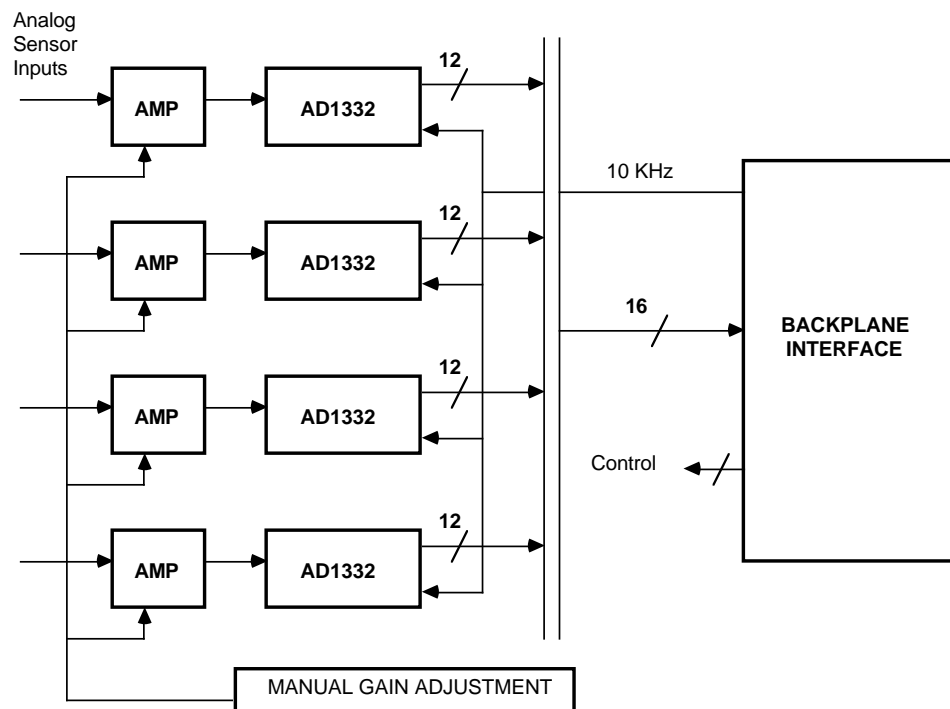 Analog
Sensor
Inputs
12
AMP
AD1332
10 KHz
12
AMP
AD1332
16
BACKPLANE
INTERFACE
12
AMP
AD1332
Control
12
AMP
AD1332
MANUAL GAIN ADJUSTMENT